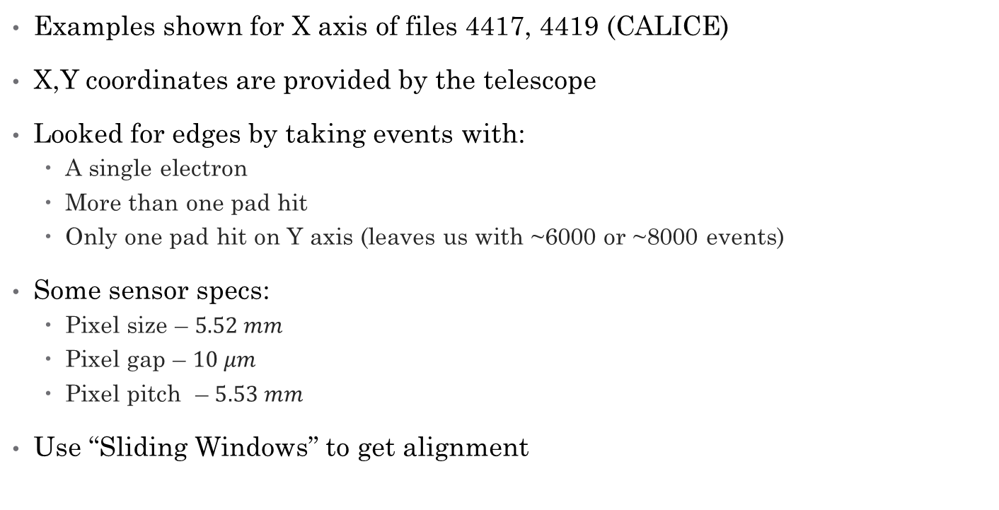 • Examples shown for X axis of files 4417, 4419 (CALICE)
• X,Y coordinates are provided by the telescope
• Looked for edges by taking events with:
• A single electron
• More than one pad hit
• Only one pad hit on Y axis (leaves us with ~6000 or ~8000 events)
• Some sensor specs:
• Pixel size – 5.52 mm
• Pixel gap – 10 μm
• Pixel pitch – 5.53 mm
• Use “Sliding Windows” to get alignment